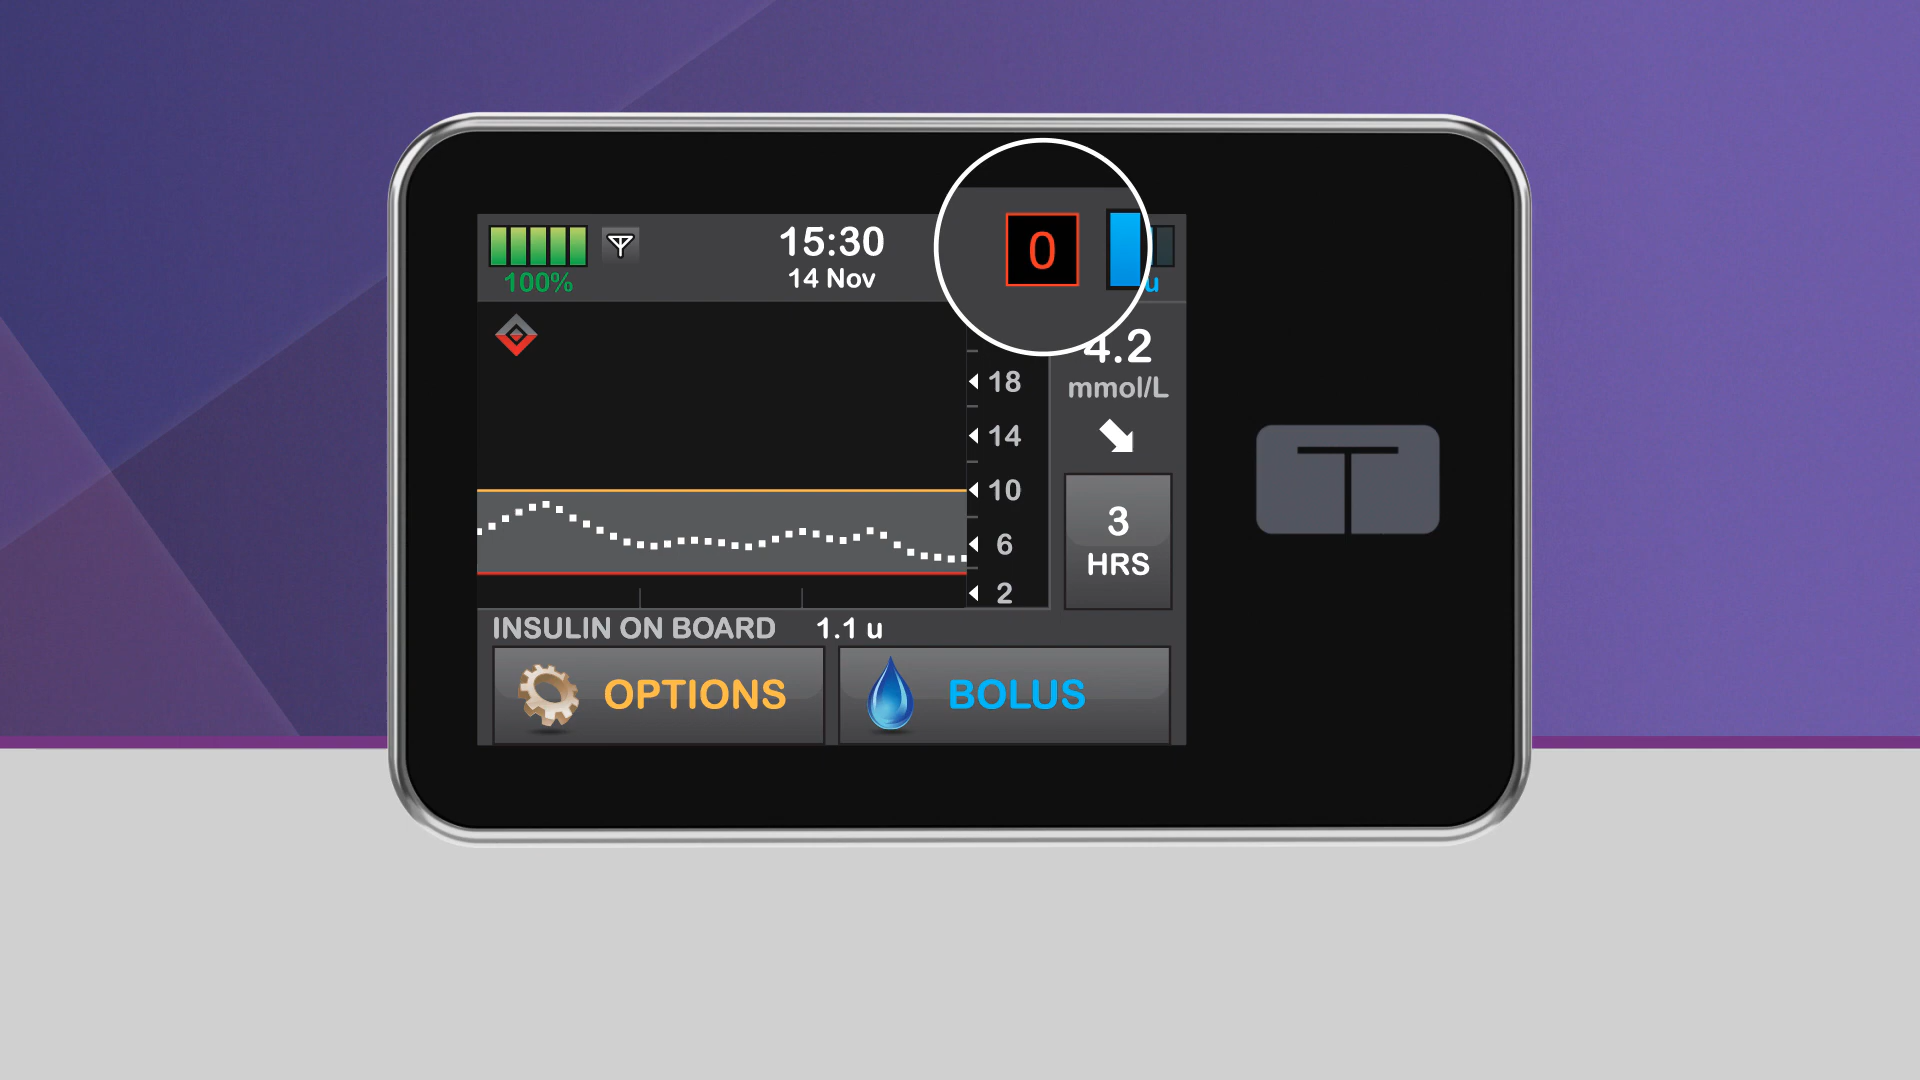 15:30
100%
14 Nov
0
u
4.2
mmol/L
18
14
10
6
2
3
HRS
INSULIN ON BOARD 1.1 u
OPTIONS
BOLUS